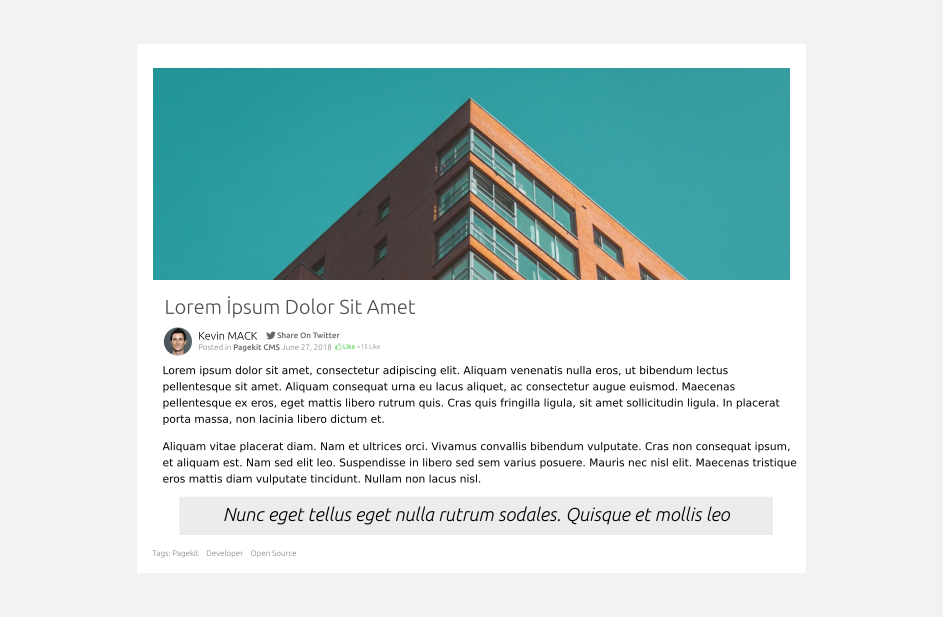 Lorem İpsum Dolor Sit Amet
Kevin MACK Share On Twitter
Posted in Pagekit CMS June 27, 2018 Like +15 Like
Lorem ipsum dolor sit amet, consectetur adipiscing elit. Aliquam venenatis nulla eros, ut bibendum lectus
pellentesque sit amet. Aliquam consequat urna eu lacus aliquet, ac consectetur augue euismod. Maecenas
pellentesque ex eros, eget mattis libero rutrum quis. Cras quis fringilla ligula, sit amet sollicitudin ligula. In placerat
porta massa, non lacinia libero dictum et.
Aliquam vitae placerat diam. Nam et ultrices orci. Vivamus convallis bibendum vulputate. Cras non consequat ipsum,
et aliquam est. Nam sed elit leo. Suspendisse in libero sed sem varius posuere. Mauris nec nisl elit. Maecenas tristique
eros mattis diam vulputate tincidunt. Nullam non lacus nisl.
Nunc eget tellus eget nulla rutrum sodales. Quisque et mollis leo
Tags: Pagekit Developer Open Source